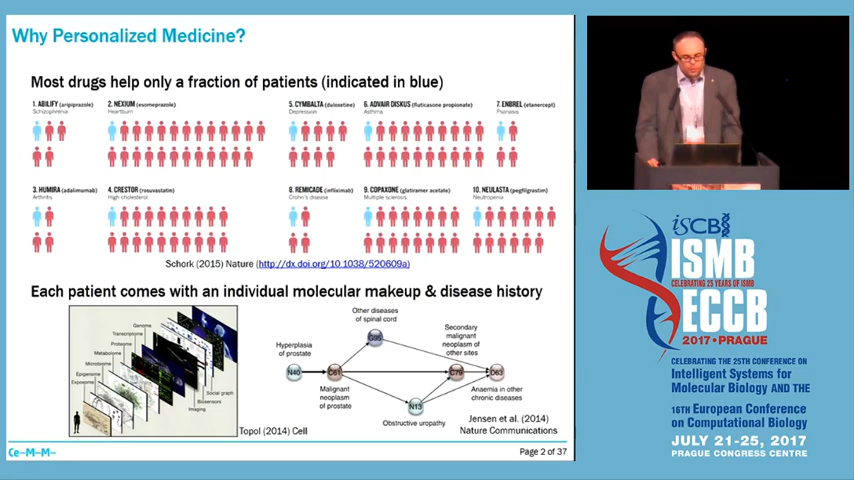 Why Personalized Medicine?
Most drugs help only a fraction of patients (indicated in blue)
1. ABILIFY (aripiprazole)
Schizophrenia
2. NEXIUM (esomeprazole)
Heartburn
5. CYMBALTA (duloxetine)
Depression
6. ADVAIR DISKUS (fluticasone propionate)
Asthma
7. ENBREL (etanercept)
Psoriasis
3. HUMIRA (adalimumab)
Arthritis
4. CRESTOR (rosuvastatin)
High cholesterol
8. REMICADE (infliximab)
Crohn's disease
9. COPAXONE (glatiramer acetate)
Multiple sclerosis
10. NEULASTA (pegfilgrastim)
Neutropenia
Schork (2015) Nature (http://dx.doi.org/10.1038/520609a)
Each patient comes with an individual molecular makeup & disease history
Genome
Transcriptome
Proteome
Metabolome
Microbiome
Epigenome
Exposome
Social graph
Biosensors
Imaging
Topol (2014) Cell
Other diseases
of spinal cord
G95
Hyperplasia
of prostate
N40
C61
Malignant
neoplasm
of prostate
Secondary
malignant
neoplasm of
other sites
C79
D63
Anaemia in other
chronic diseases
N13
Obstructive uropathy
Jensen et al. (2014)
Nature Communications
Ce-M-M-
Page 2 of 37
iSCB
ISMB
CELEBRATING 25 YEARS OF ISMB
ECCB
2017 • PRAGUE
CELEBRATING THE 25TH CONFERENCE ON
Intelligent Systems for
Molecular Biology AND THE
16TH European Conference
on Computational Biology
JULY 21-25, 2017
PRAGUE CONGRESS CENTRE